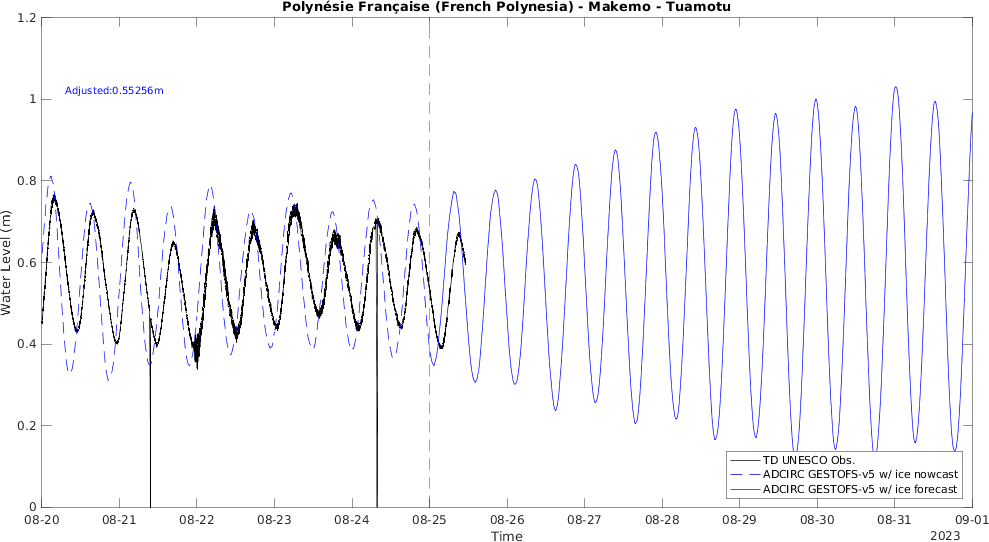 Polynésie Française (French Polynesia) - Makemo - Tuamotu
1.2
1
0.8
0.6
0.4
0.2
0
Water Level (m)
Adjusted:0.55256m
TD UNESCO Obs.
ADCIRC GESTOFS-v5 w/ ice nowcast
ADCIRC GESTOFS-v5 w/ ice forecast
08-20 08-21 08-22 08-23 08-24 08-25 08-26 08-27 08-28 08-29 08-30 08-31 09-01
Time
2023